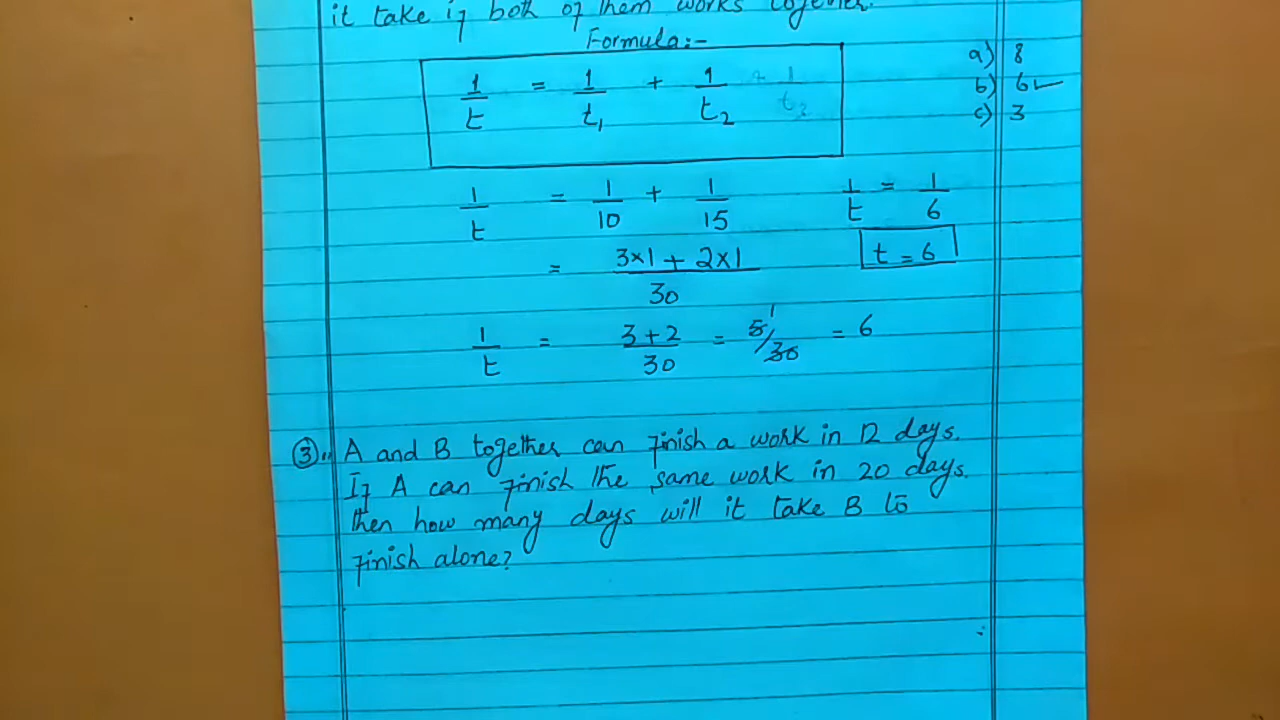 it take if both of them works together.
Formula:-
1/t = 1/t₁ + 1/t₂ + 1/t₃
a) 8
b) 6 ✓
c) 3
1/t = 1/10 + 1/15
1/t = 1/6
= (3×1 + 2×1)/30
t = 6
1/t = (3+2)/30 = 5/30 = 6
③.. A and B together can finish a work in 12 days.
If A can finish the same work in 20 days.
then how many days will it take B to
finish alone?